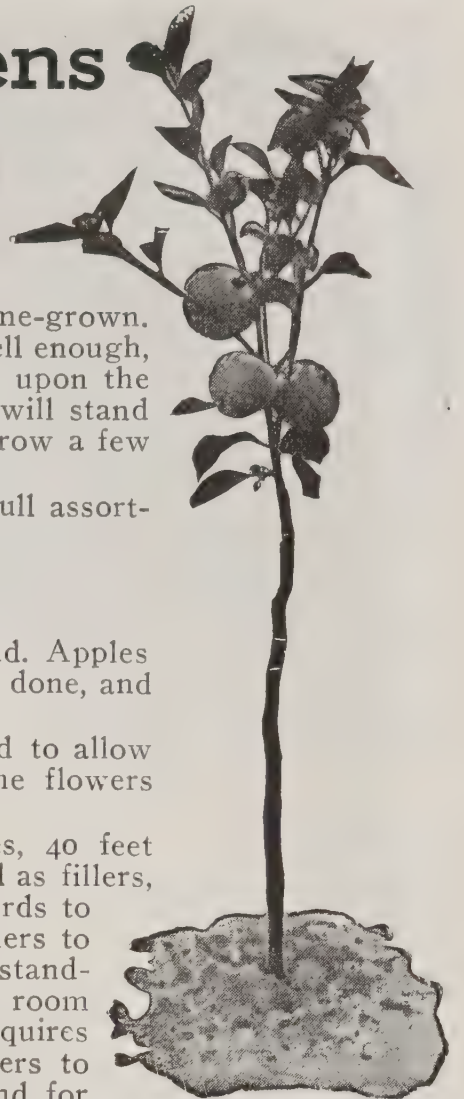 ens
me-grown.
ell enough,
upon the
will stand
row a few
ull assort-
d. Apples
done, and
d to allow
ne flowers
s, 40 feet
l as fillers,
rds to
ers to
stand-
room
quires
ers to
nd for